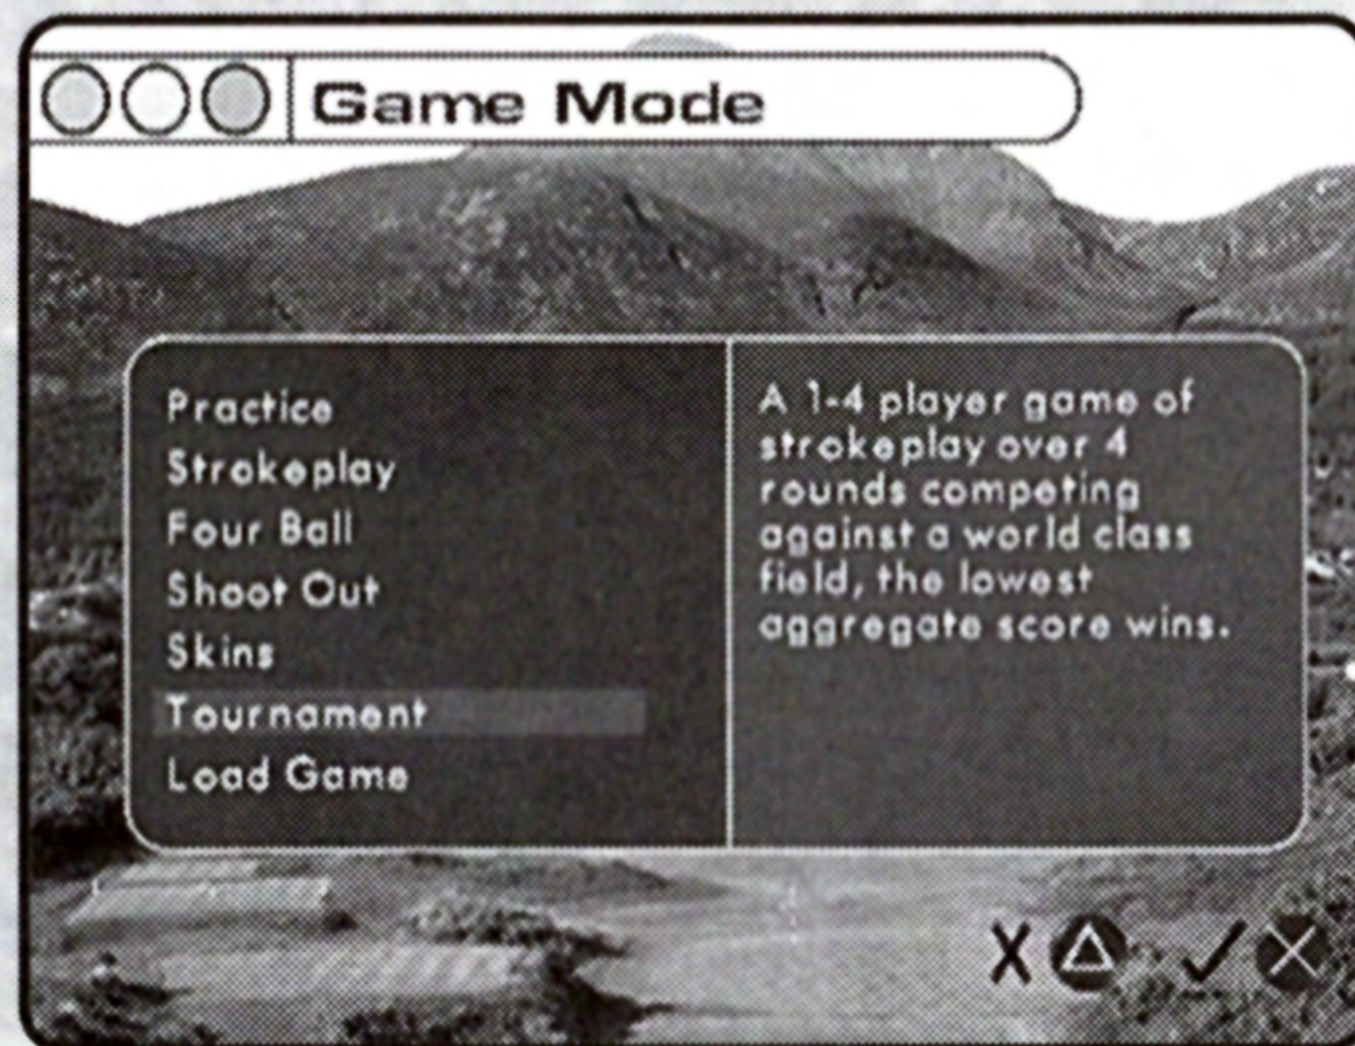 Game Mode
Practice
Strokeplay
Four Ball
Shoot Out
Skins
Tournament
Load Game
A 1-4 player game of
strokeplay over 4
rounds competing
against a world class
field, the lowest
aggregate score wins.